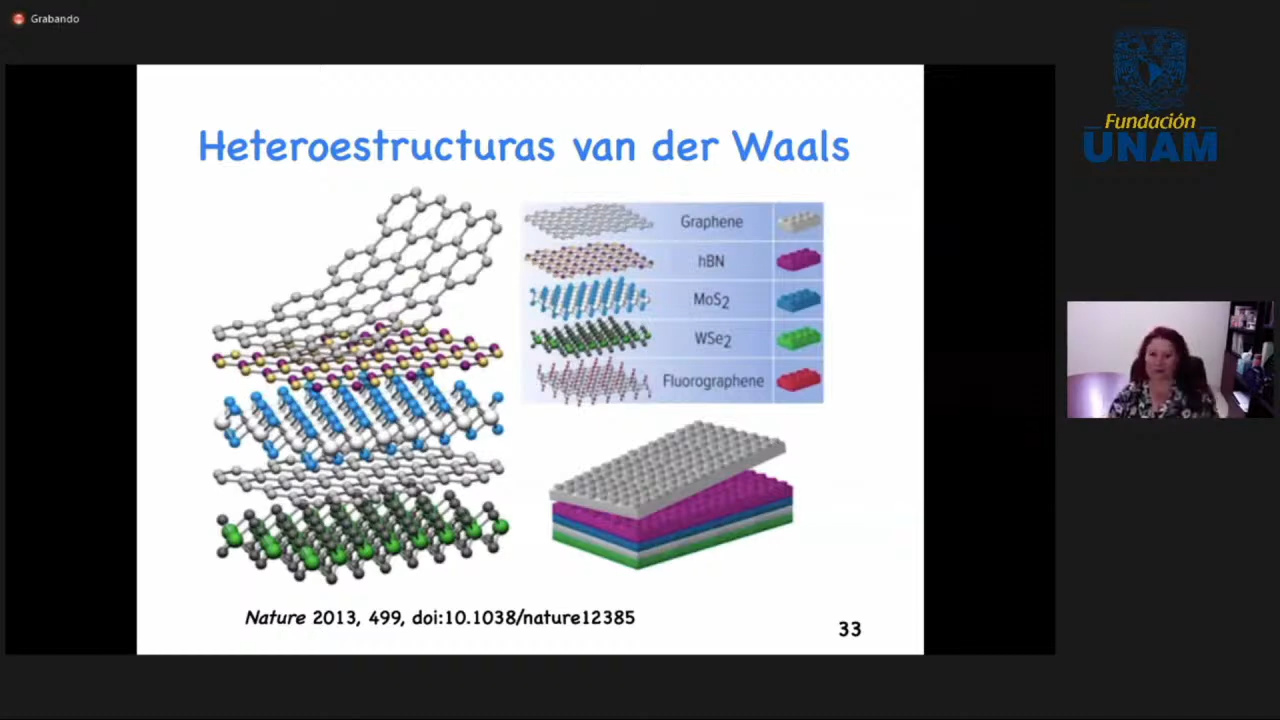 Grabando
Fundación
UNAM
Heteroestructuras van der Waals
Graphene
hBN
MoS2
WSe2
Fluorographene
Nature 2013, 499, doi:10.1038/nature12385
33